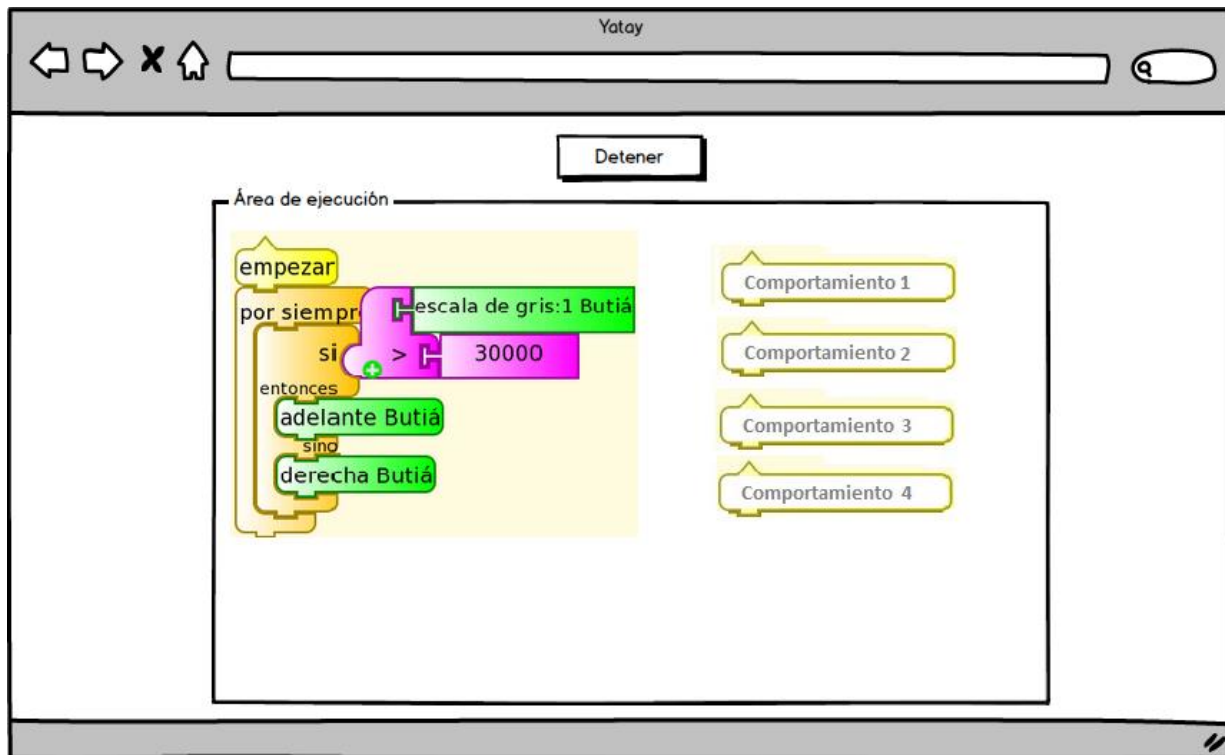 Yatay
Detener
Área de ejecución
empezar
por siempr
escala de gris:1 Butiá
si
>
30000
entonces
adelante Butiá
sino
derecha Butiá
Comportamiento 1
Comportamiento 2
Comportamiento 3
Comportamiento 4